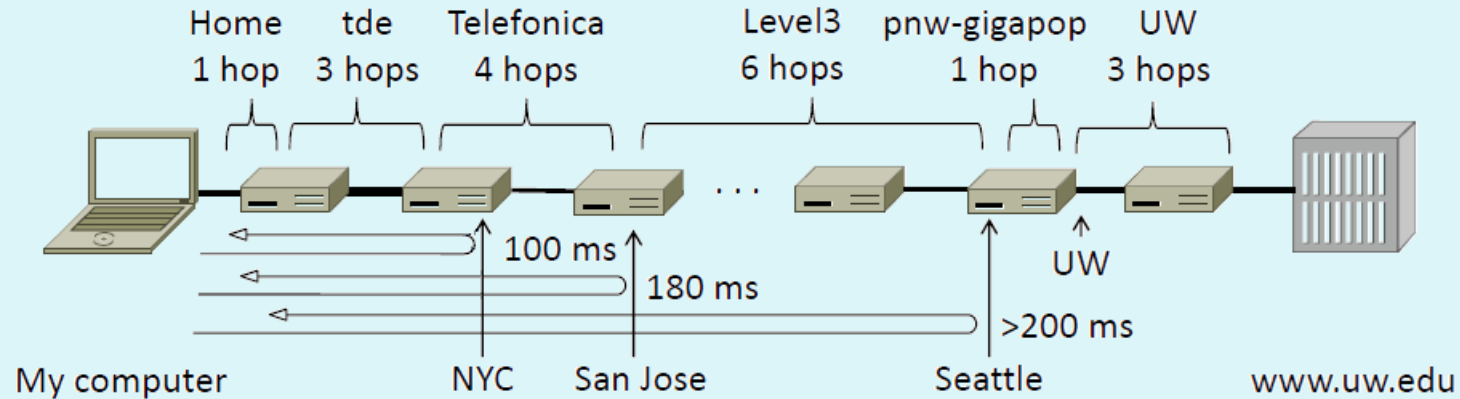 Home tde Telefonica Level3 pnw-gigapop UW
1 hop 3 hops 4 hops 6 hops 1 hop 3 hops
. . .
100 ms
UW
180 ms
>200 ms
My computer NYC San Jose Seattle www.uw.edu